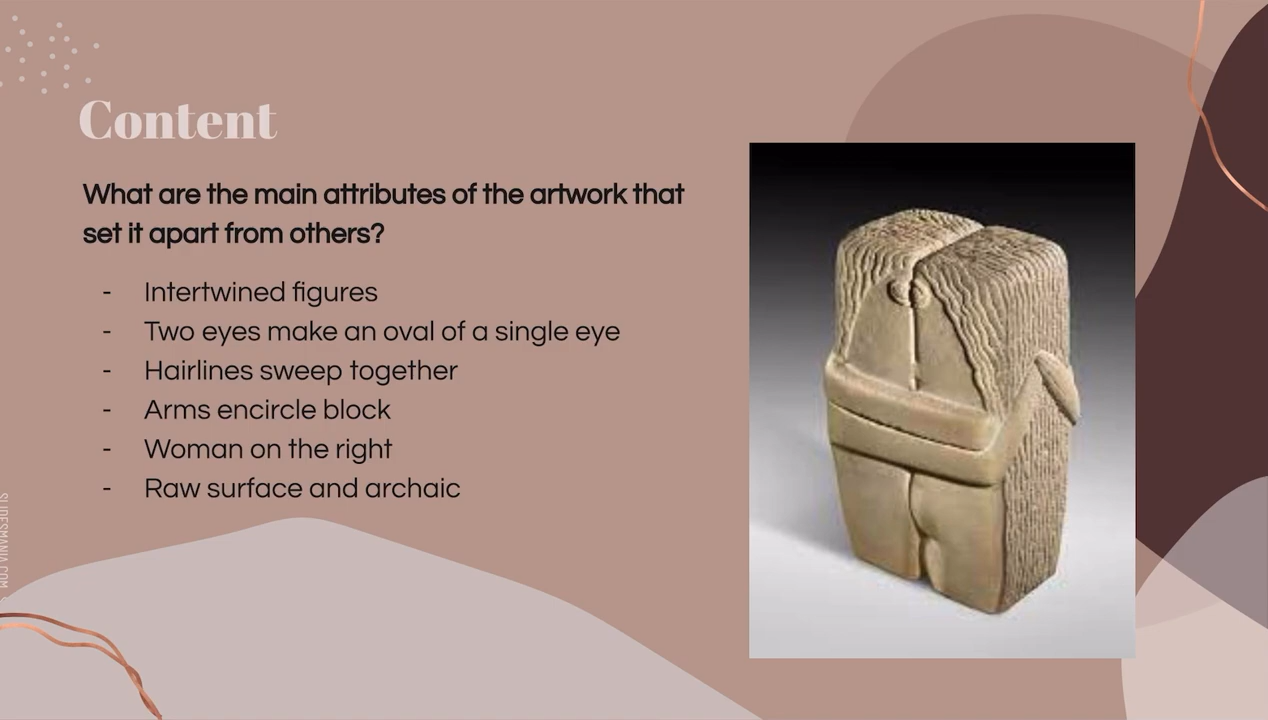 Content
What are the main attributes of the artwork that
set it apart from others?
- Intertwined figures
- Two eyes make an oval of a single eye
- Hairlines sweep together
- Arms encircle block
- Woman on the right
- Raw surface and archaic
SLIDESMANIA.COM